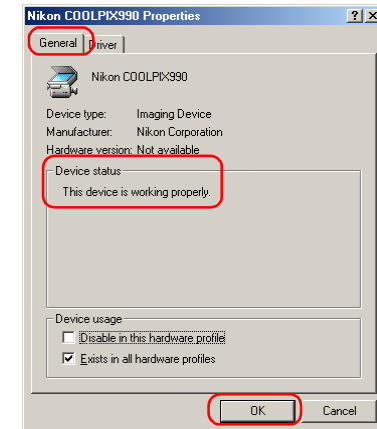 Nikon COOLPIX990 Properties
General Driver
Nikon COOLPIX990
Device type: Imaging Device
Manufacturer: Nikon Corporation
Hardware version: Not available
Device status
This device is working properly.
Device usage
Disable in this hardware profile
Exists in all hardware profiles
OK Cancel